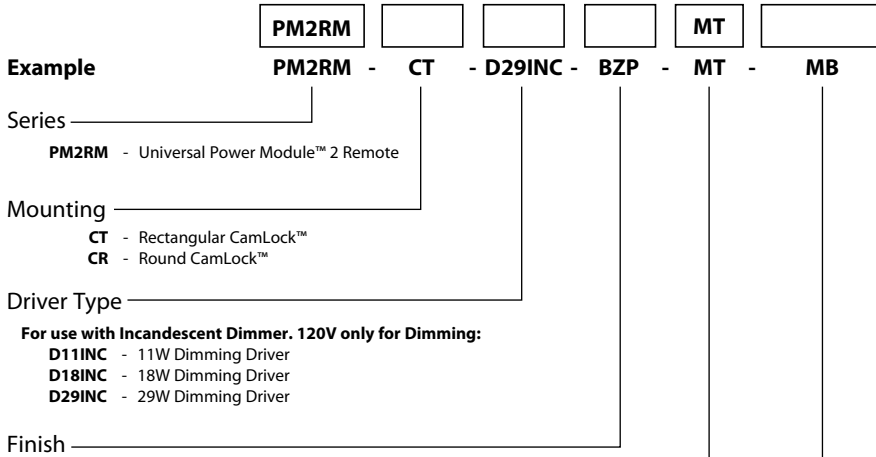 PM2RM MT
Example PM2RM - CT - D29INC - BZP - MT - MB
Series
PM2RM - Universal Power Module™ 2 Remote
Mounting
CT - Rectangular CamLock™
CR - Round CamLock™
Driver Type
For use with Incandescent Dimmer. 120V only for Dimming:
D11INC - 11W Dimming Driver
D18INC - 18W Dimming Driver
D29INC - 29W Dimming Driver
Finish